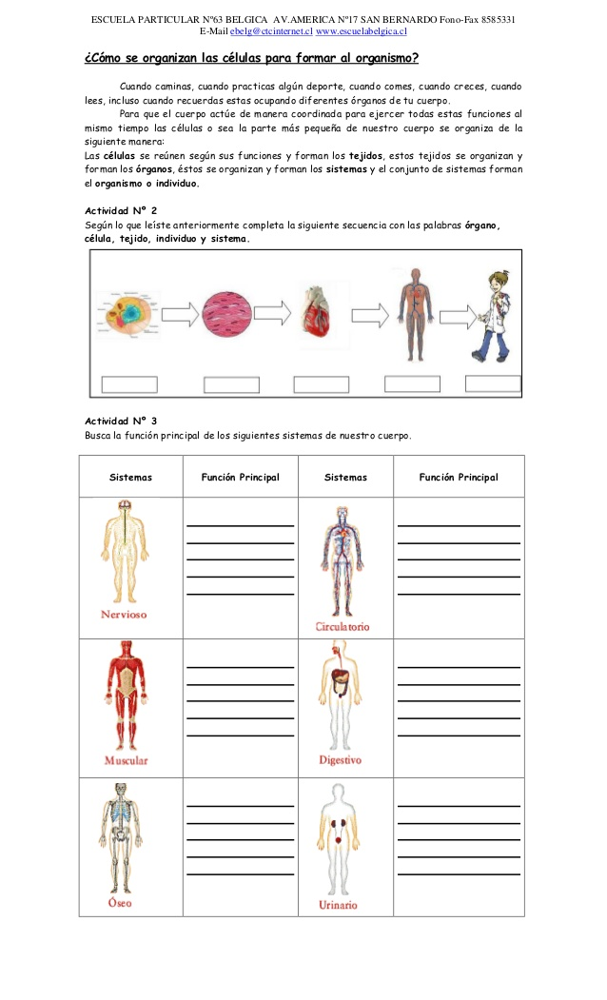 ESCUELA PARTICULAR Nº63 BELGICA AV.AMERICA Nº17 SAN BERNARDO Fono-Fax 8585331
E-Mail ebelg@ctcinternet.cl www.escuelabelgica.cl
¿Cómo se organizan las células para formar al organismo?
Cuando caminas, cuando practicas algún deporte, cuando comes, cuando creces, cuando
lees, incluso cuando recuerdas estas ocupando diferentes órganos de tu cuerpo.
Para que el cuerpo actúe de manera coordinada para ejercer todas estas funciones al
mismo tiempo las células o sea la parte más pequeña de nuestro cuerpo se organiza de la
siguiente manera:
Las células se reúnen según sus funciones y forman los tejidos, estos tejidos se organizan y
forman los órganos, éstos se organizan y forman los sistemas y el conjunto de sistemas forman
el organismo o individuo.
Actividad Nº 2
Según lo que leíste anteriormente completa la siguiente secuencia con las palabras órgano,
célula, tejido, individuo y sistema.
Actividad Nº 3
Busca la función principal de los siguientes sistemas de nuestro cuerpo.
Sistemas Función Principal Sistemas Función Principal
Nervioso
Circulatorio
Muscular Digestivo
Óseo Urinario